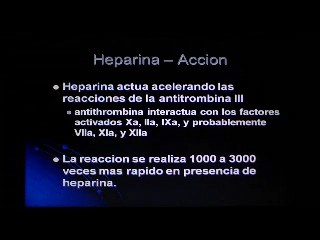 Heparina – Accion
Heparina actua acelerando las
reacciones de la antitrombina III
antithrombina interactua con los factores
activados Xa, IIa, IXa, y probablemente
VIIa, XIa, y XIIa
La reaccion se realiza 1000 a 3000
veces mas rapido en presencia de
heparina.